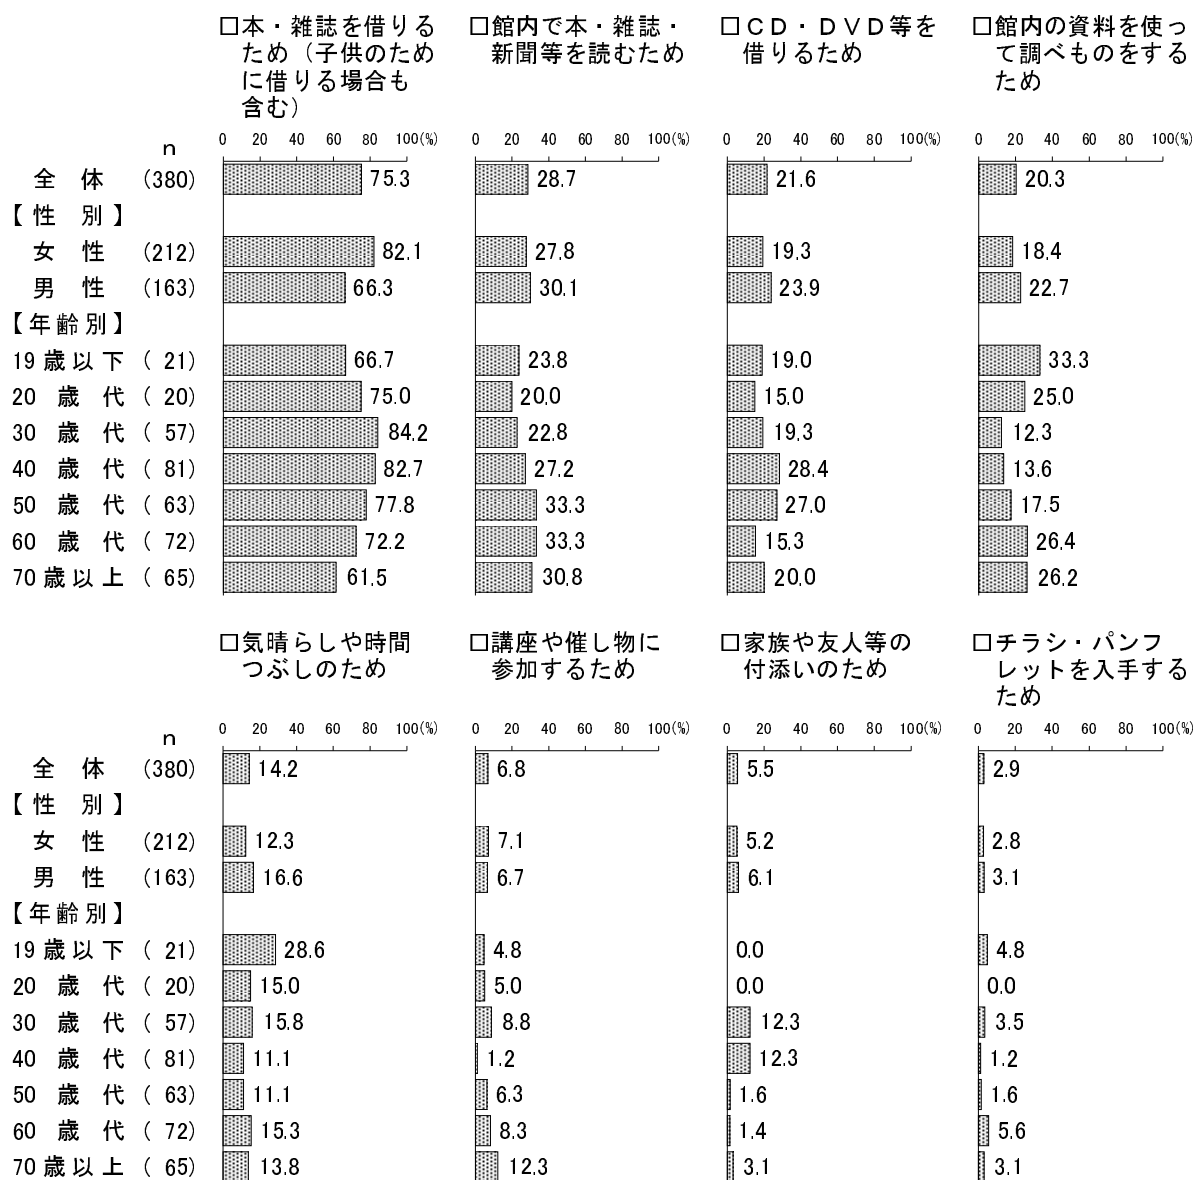 □本・雑誌を借りる □館内で本・雑誌・ □ＣＤ・ＤＶＤ等を □館内の資料を使っ
ため（子供のため 新聞等を読むため 借りるため て調べものをする
に借りる場合も ため
含む）
0 20 40 60 80 100(%) 0 20 40 60 80 100(%) 0 20 40 60 80 100(%) 0 20 40 60 80 100(%)
ｎ
全 体 (380) 75.3 28.7 21.6 20.3
【性 別】
女 性 (212) 82.1 27.8 19.3 18.4
男 性 (163) 66.3 30.1 23.9 22.7
【年齢別】
19歳以下 ( 21) 66.7 23.8 19.0 33.3
20 歳 代 ( 20) 75.0 20.0 15.0 25.0
30 歳 代 ( 57) 84.2 22.8 19.3 12.3
40 歳 代 ( 81) 82.7 27.2 28.4 13.6
50 歳 代 ( 63) 77.8 33.3 27.0 17.5
60 歳 代 ( 72) 72.2 33.3 15.3 26.4
70歳以上 ( 65) 61.5 30.8 20.0 26.2
□気晴らしや時間 □講座や催し物に □家族や友人等の □チラシ・パンフ
つぶしのため 参加するため 付添いのため レットを入手する
ため
0 20 40 60 80 100(%) 0 20 40 60 80 100(%) 0 20 40 60 80 100(%) 0 20 40 60 80 100(%)
ｎ
全 体 (380) 14.2 6.8 5.5 2.9
【性 別】
女 性 (212) 12.3 7.1 5.2 2.8
男 性 (163) 16.6 6.7 6.1 3.1
【年齢別】
19歳以下 ( 21) 28.6 4.8 0.0 4.8
20 歳 代 ( 20) 15.0 5.0 0.0 0.0
30 歳 代 ( 57) 15.8 8.8 12.3 3.5
40 歳 代 ( 81) 11.1 1.2 12.3 1.2
50 歳 代 ( 63) 11.1 6.3 1.6 1.6
60 歳 代 ( 72) 15.3 8.3 1.4 5.6
70歳以上 ( 65) 13.8 12.3 3.1 3.1